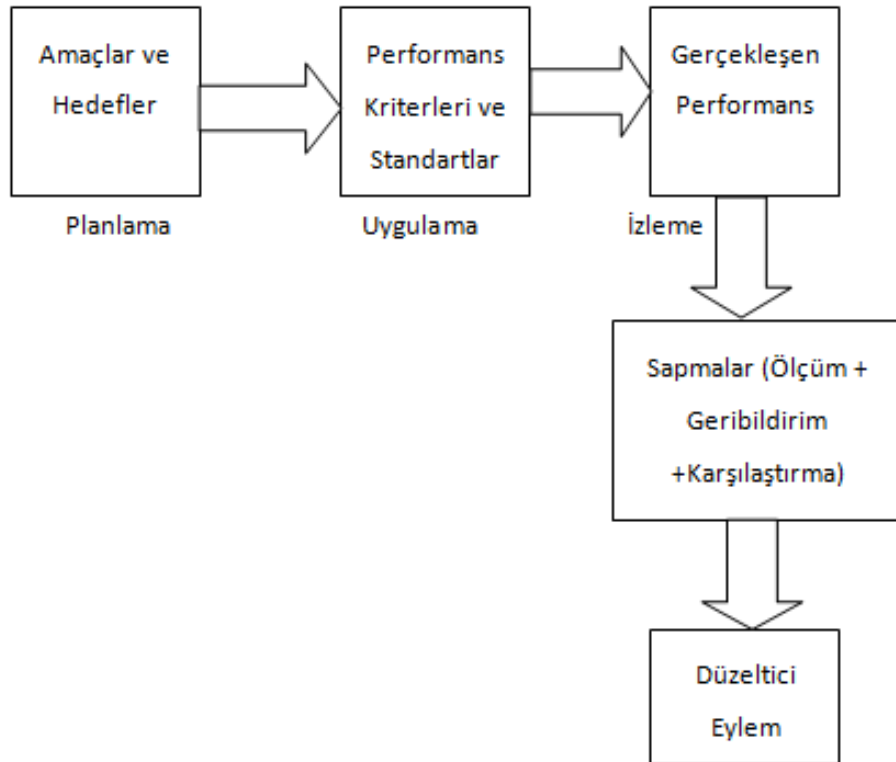 Amaçlar ve
Hedefler
Performans
Kriterleri ve
Standartlar
Gerçekleşen
Performans
Planlama
Uygulama
İzleme
Sapmalar (Ölçüm +
Geribildirim
+Karşılaştırma)
Düzeltici
Eylem